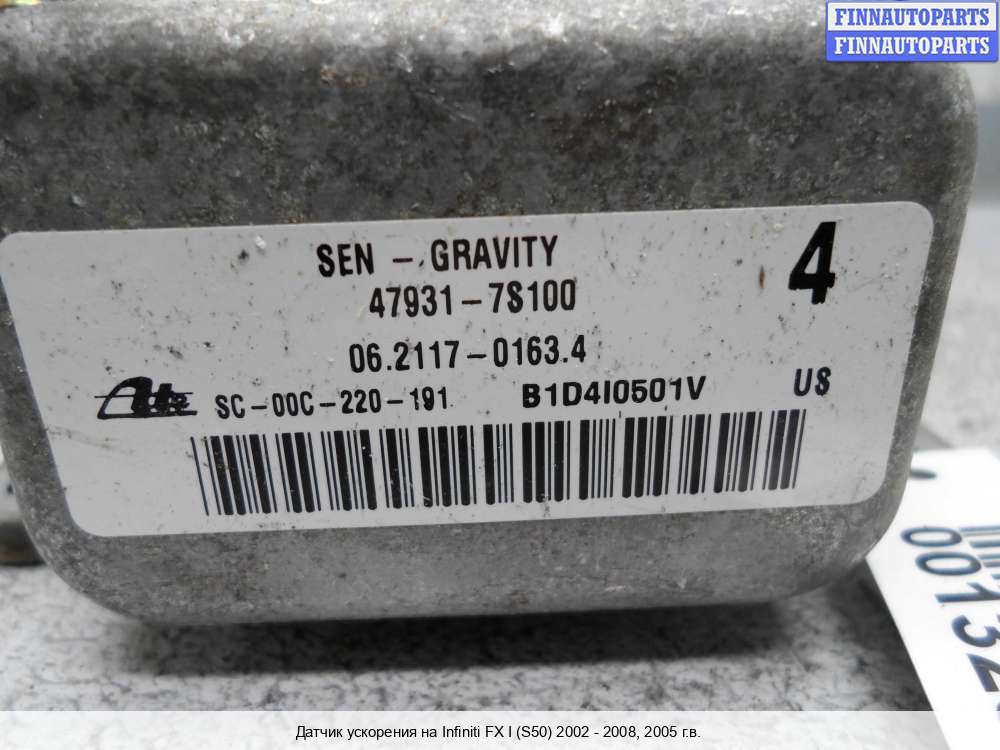 FINNAUTOPARTS
FINNAUTOPARTS
SEN - GRAVITY
4
47931-7S100
06.2117-0163.4
Ate SC-00C-220-191 B1D4I0501V US
Датчик ускорения на Infiniti FX I (S50) 2002 - 2008, 2005 г.в.